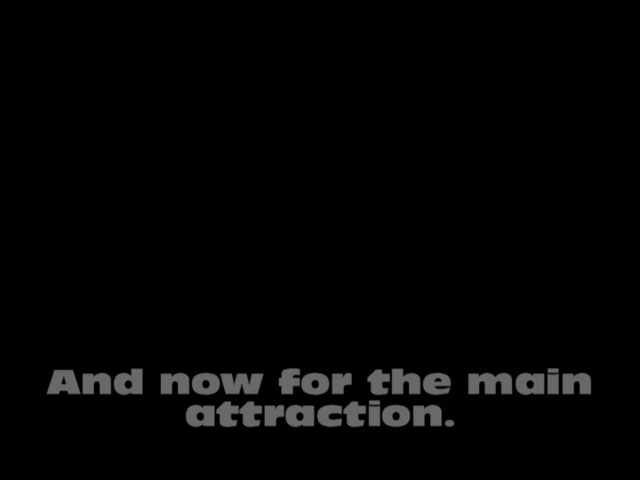 And now for the main
attraction.